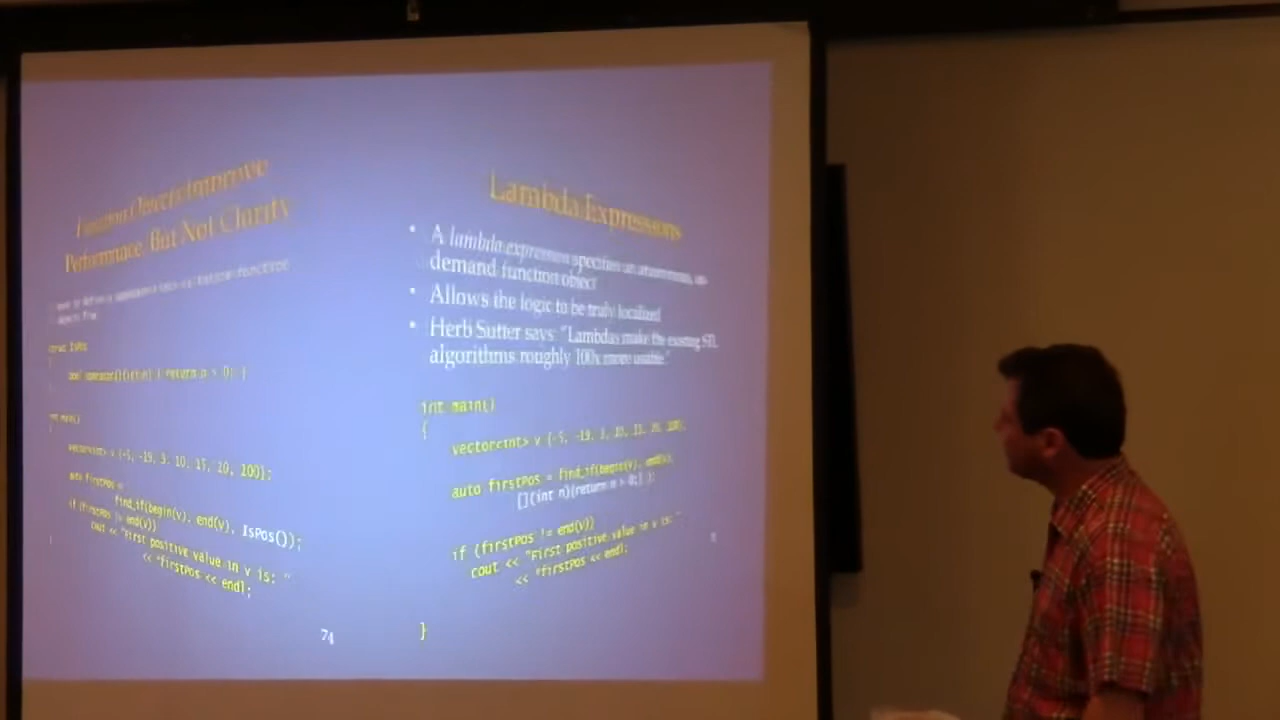 Function Objects Improve
Performnace, But Not Clarity
objects True
struct IsPos
bool operator()(int n) { return n > 0; }
int main()
{
vector<int> v {-5, -19, 3, 10, 15, 20, 100};
auto firstPos =
find_if(begin(v), end(v), IsPos());
if (firstPos != end(v))
cout << "First positive value in v is: "
<< *firstPos << endl;
74
Lambda Expressions
• A lambda expression specifies an anonymous, on-
demand function object
• Allows the logic to be truly localized
• Herb Sutter says: "Lambdas make the existing STL
algorithms roughly 100x more usable."
int main()
{
vector<int> v {-5, -19, 3, 10, 15, 20, 100};
auto firstPos = find_if(begin(v), end(v),
[](int n){return n > 0;} );
if (firstPos != end(v))
cout << "First positive value in v is: "
<< *firstPos << endl;
}